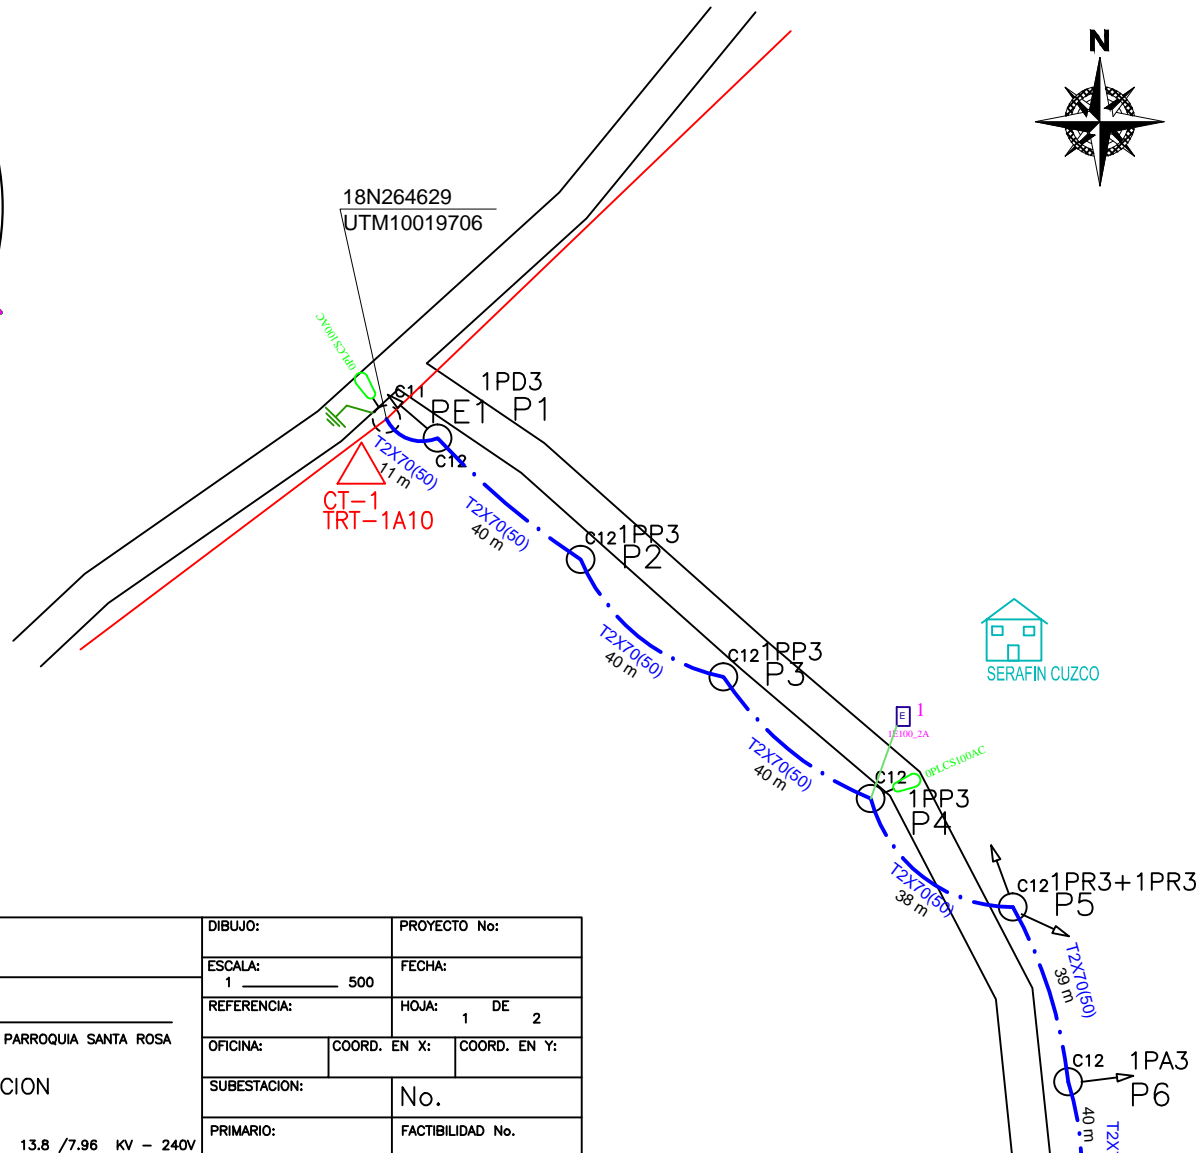 N
18N264629
UTM10019706
0PLCS100AC
C11
1PD3
PE1 P1
C12
T2X70(50)
11 m
CT-1
TRT-1A10
T2X70(50)
40 m
C12 1PP3
P2
T2X70(50)
40 m
C12 1PP3
P3
SERAFIN CUZCO
E 1
1E100_2A
T2X70(50)
40 m
C12
0PLCS100AC
1PP3
P4
T2X70(50)
38 m
C12 1PR3+1PR3
P5
T2X70(50)
39 m
C12 1PA3
P6
40 m
DIBUJO:
PROYECTO No:
ESCALA:
1 500
FECHA:
REFERENCIA:
HOJA: 1 DE 2
PARROQUIA SANTA ROSA
OFICINA:
COORD. EN X:
COORD. EN Y:
CION
SUBESTACION:
No.
13.8 /7.96 KV - 240V
PRIMARIO:
FACTIBILIDAD No.